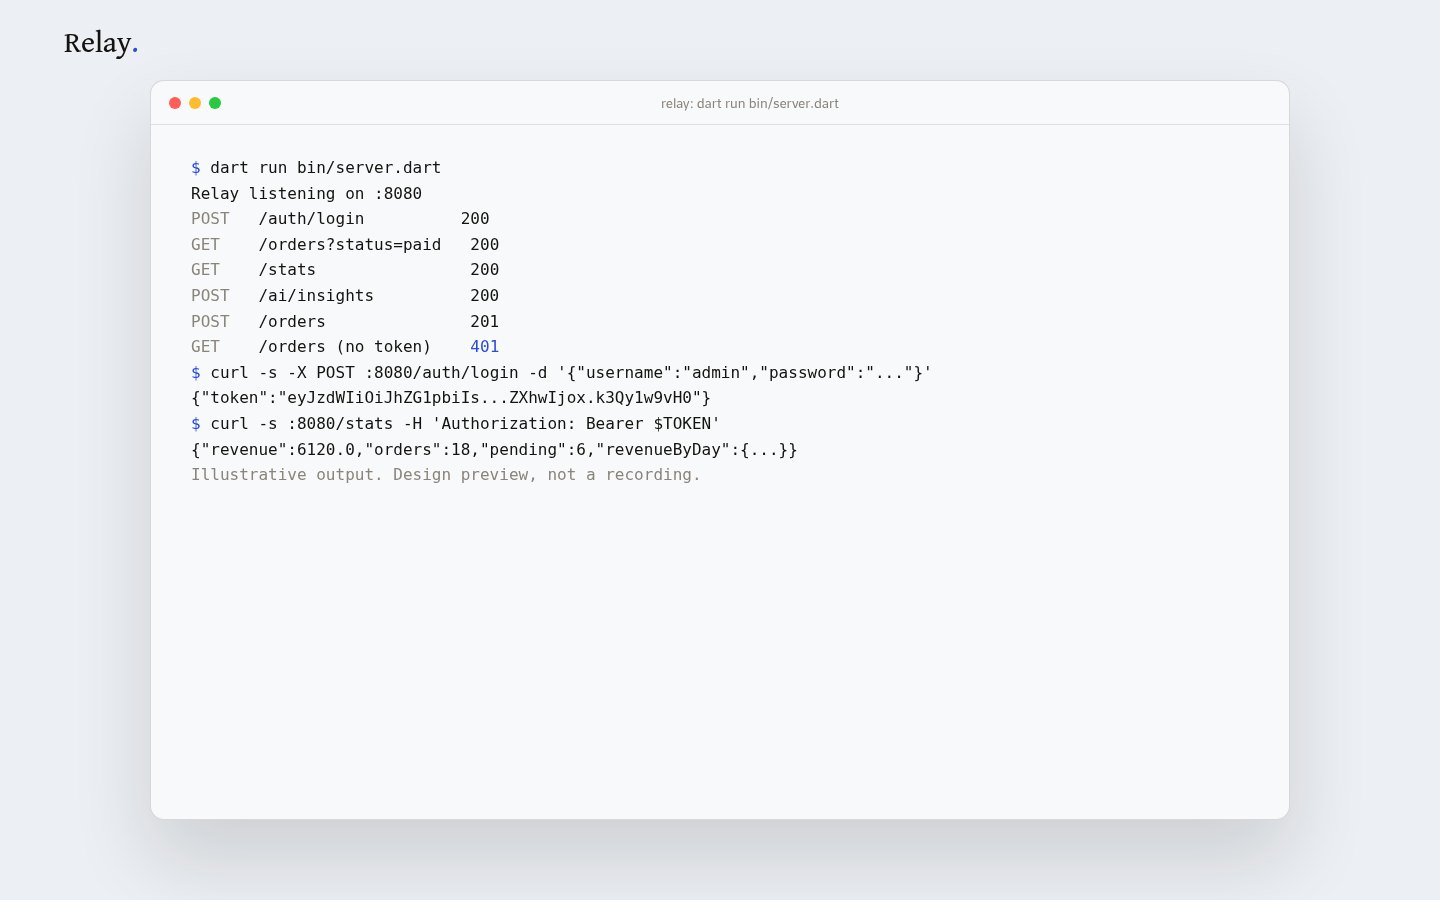 Relay.
relay: dart run bin/server.dart
$ dart run bin/server.dart
Relay listening on :8080
POST   /auth/login          200
GET    /orders?status=paid   200
GET    /stats                200
POST   /ai/insights          200
POST   /orders               201
GET    /orders (no token)    401
$ curl -s -X POST :8080/auth/login -d '{"username":"admin","password":"..."}'
{"token":"eyJzdWIiOiJhZG1pbiIs...ZXhwIjox.k3Qy1w9vH0"}
$ curl -s :8080/stats -H 'Authorization: Bearer $TOKEN'
{"revenue":6120.0,"orders":18,"pending":6,"revenueByDay":{...}}
Illustrative output. Design preview, not a recording.